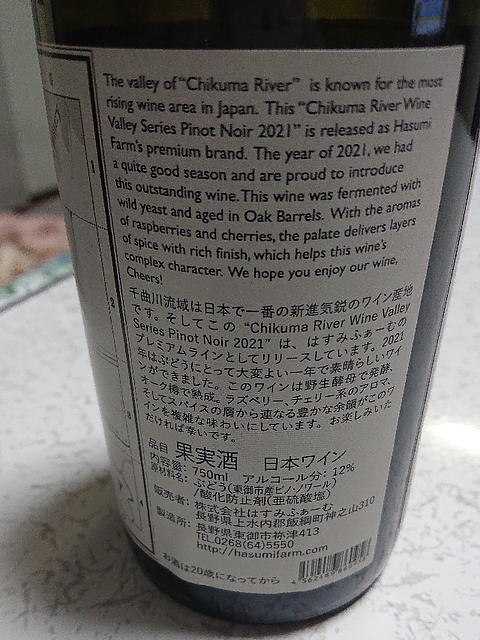 The valley of "Chikuma River" is known for the most
rising wine area in Japan. This "Chikuma River Wine
Valley Series Pinot Noir 2021" is released as Hasumi
Farm's premium brand. The year of 2021, we had
a quite good season and are proud to introduce
this outstanding wine. This wine was fermented with
wild yeast and aged in Oak Barrels. With the aromas
of raspberries and cherries, the palate delivers layers
of spice with rich finish, which helps this wine's
complex character. We hope you enjoy our wine,
Cheers!
千曲川流域は日本で一番の新進気鋭のワイン産地
です。そしてこの "Chikuma River Wine Valley
Series Pinot Noir 2021" は、はすみふぁーむの
プレミアムラインとしてリリースしています。2021
年はぶどうにとって大変よい一年で素晴らしいワイ
ンができました。このワインは野生酵母で発酵、
オーク樽で熟成。ラズベリー、チェリー系のアロマ、
そしてスパイスの層から連なる豊かな余韻がこのワ
インを複雑な味わいにしています。お楽しみいた
だければ幸いです。
品目 果実酒 日本ワイン
内容量: 750ml アルコール分: 12%
原材料名: ぶどう(東御市産ピノ・ノワール)
/酸化防止剤(亜硫酸塩)
販売者: 株式会社はすみふぁーむ
長野県上水内郡飯綱町神之山310
製造所: 長野県東御市祢津413
TEL.0268(64)5550
http://hasumifarm.com
お酒は20歳になってから